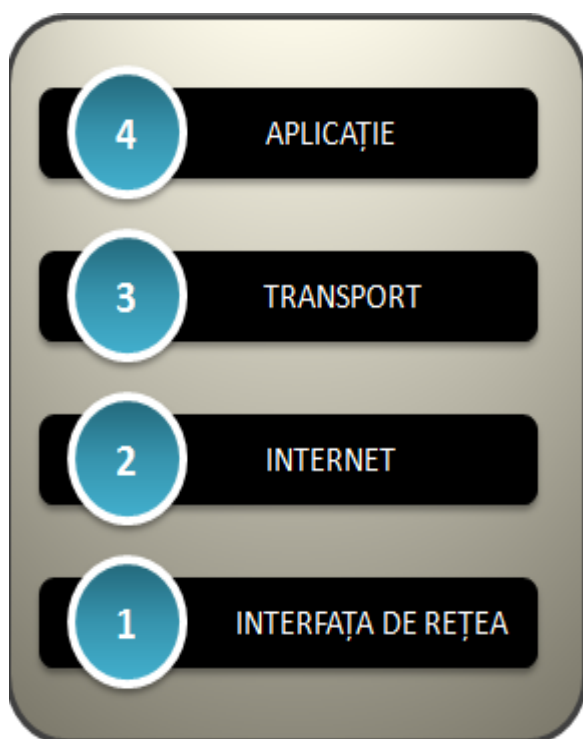 4 APLICAȚIE
3 TRANSPORT
2 INTERNET
1 INTERFAȚA DE REȚEA